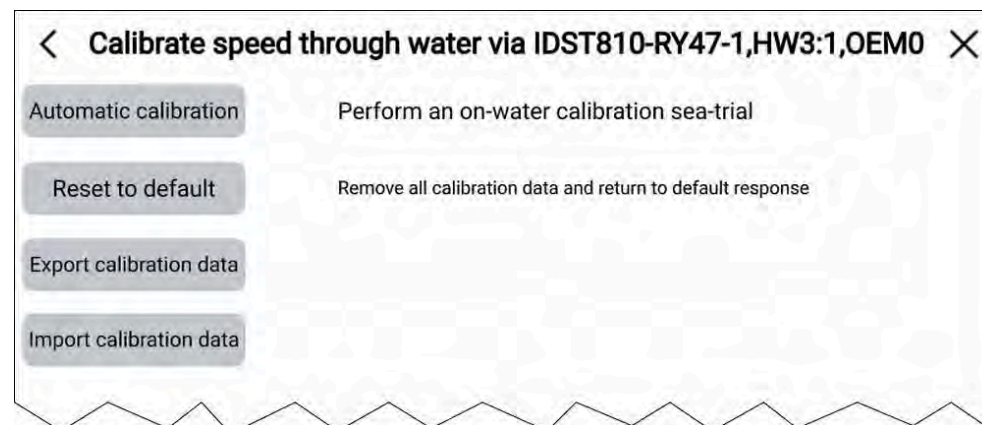 Calibrate speed through water via IDST810-RY47-1,HW3:1,OEM0
Automatic calibration
Perform an on-water calibration sea-trial
Reset to default
Remove all calibration data and return to default response
Export calibration data
Import calibration data